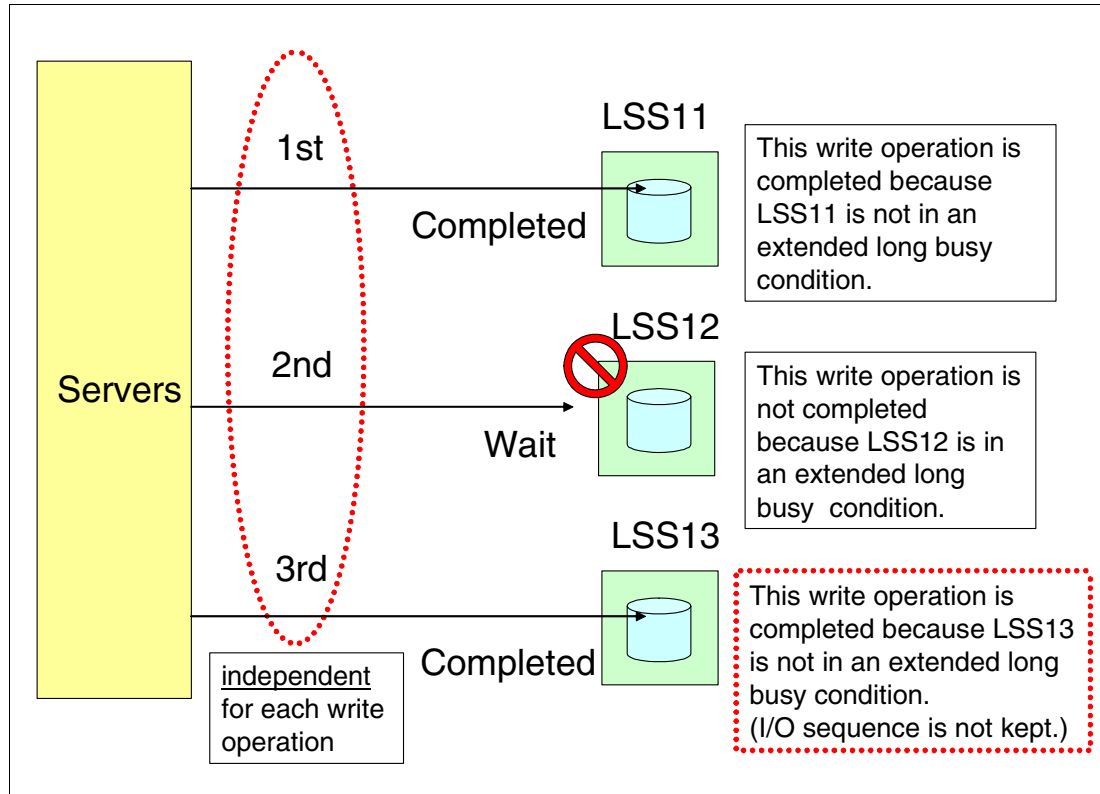 LSS11
1st
This write operation is
completed because
LSS11 is not in an
extended long busy
condition.
Completed
LSS12
2nd
Servers
This write operation is
not completed
because LSS12 is in
an extended long
busy condition.
Wait
LSS13
3rd
This write operation is
completed because LSS13
is not in an extended long
busy condition.
(I/O sequence is not kept.)
Completed
independent
for each write
operation